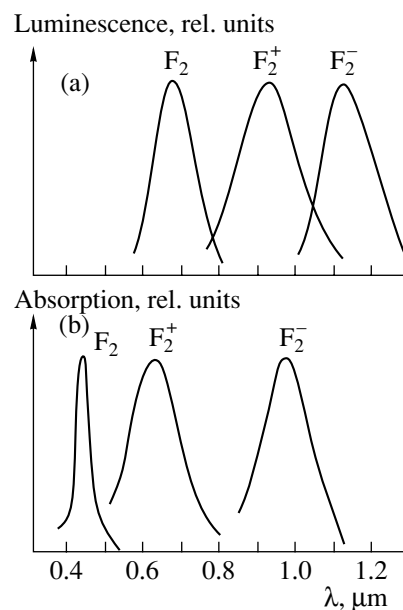 Luminescence, rel. units
(a)
F₂ F₂⁺ F₂⁻
Absorption, rel. units
(b)
F₂ F₂⁺ F₂⁻
0.4 0.6 0.8 1.0 1.2
λ, μm